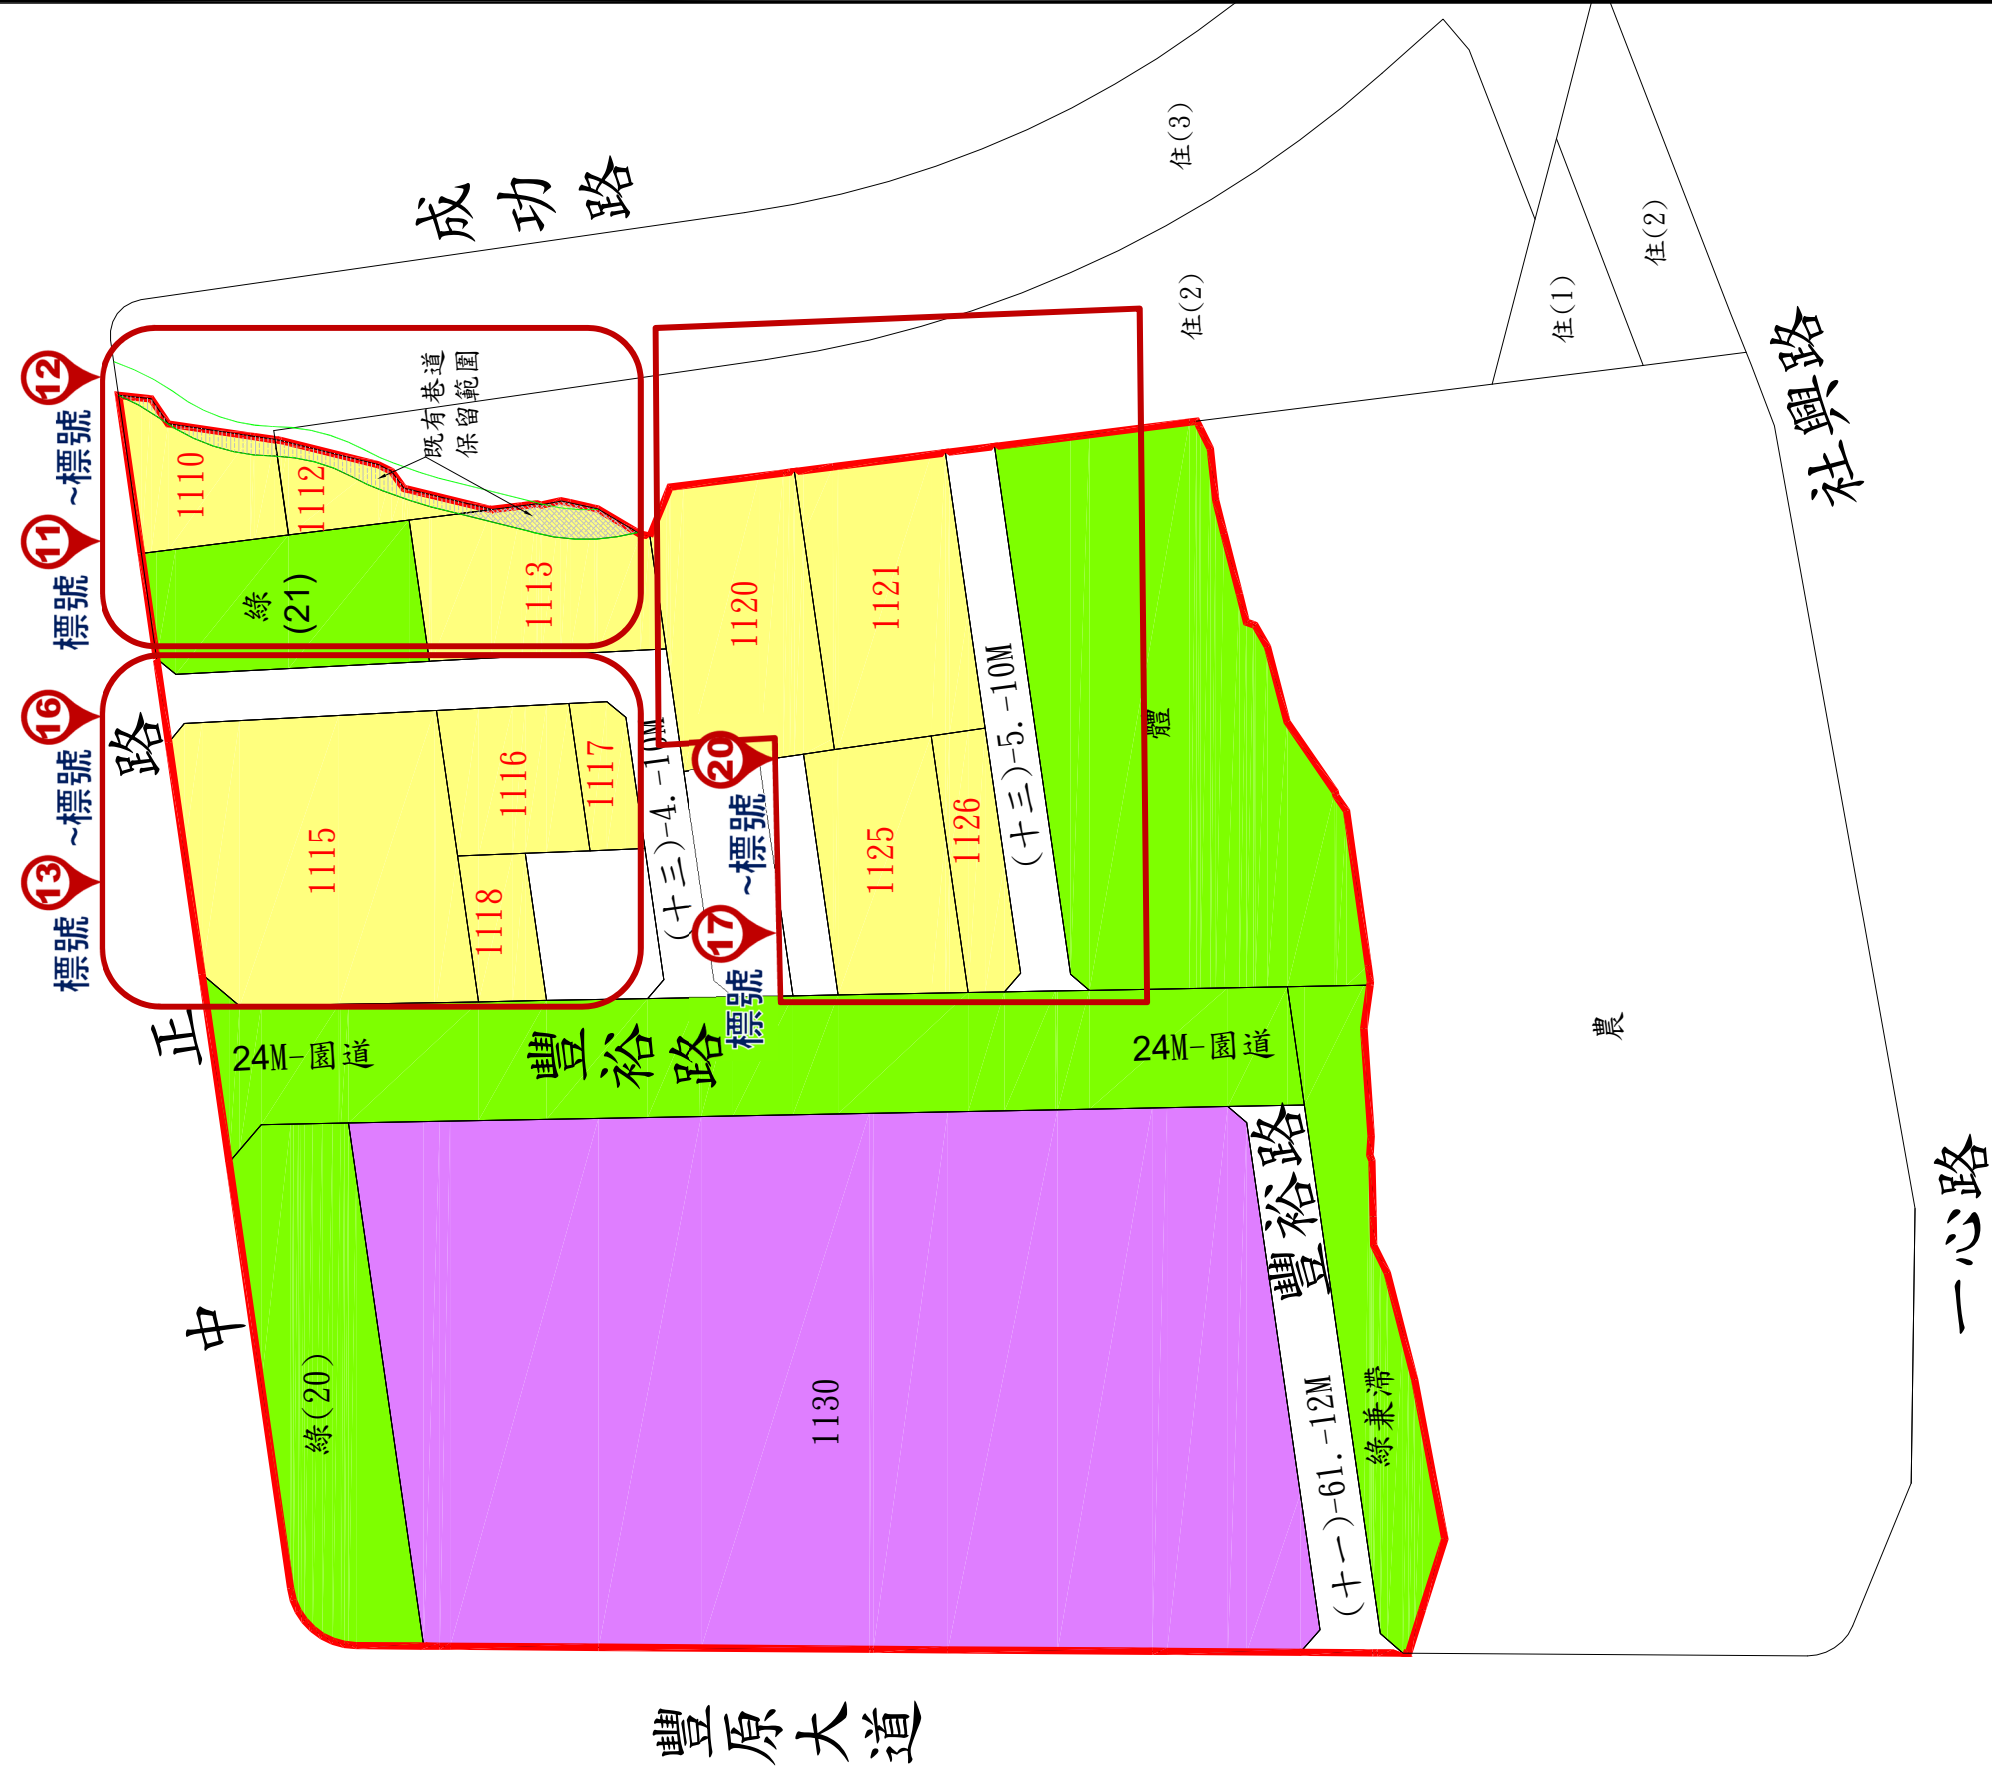 成功路
住(3)
住(2)
住(1)
住(2)
社興路
一心路
農
標號11~標號12
既有巷道
保留範圍
1110
1112
綠
(21)
1113
標號13~標號16
1115
1116
1117
1118
(十三)-4.-10M
標號17~標號20
1120
1121
1125
1126
(十三)-5.-10M
體
中正路
24M-園道
豐裕路
24M-園道
綠(20)
1130
豐裕路
(十一)-61.-12M
綠兼滯
豐原大道